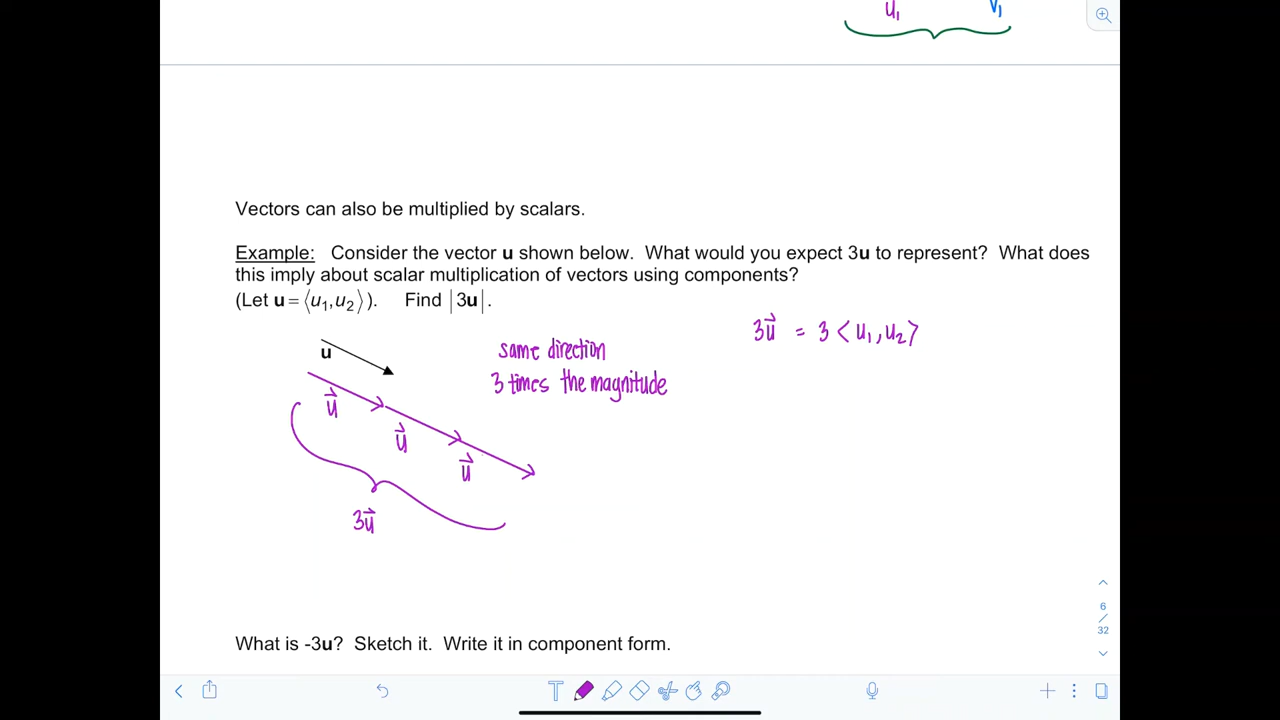 u₁ v₁
Vectors can also be multiplied by scalars.
Example: Consider the vector u shown below. What would you expect 3u to represent? What does
this imply about scalar multiplication of vectors using components?
(Let u = ⟨u₁,u₂⟩). Find |3u|.
3u⃗ = 3⟨u₁, u₂⟩
u
same direction
3 times the magnitude
u⃗
u⃗
u⃗
3u⃗
What is -3u? Sketch it. Write it in component form.
6
/
32
T